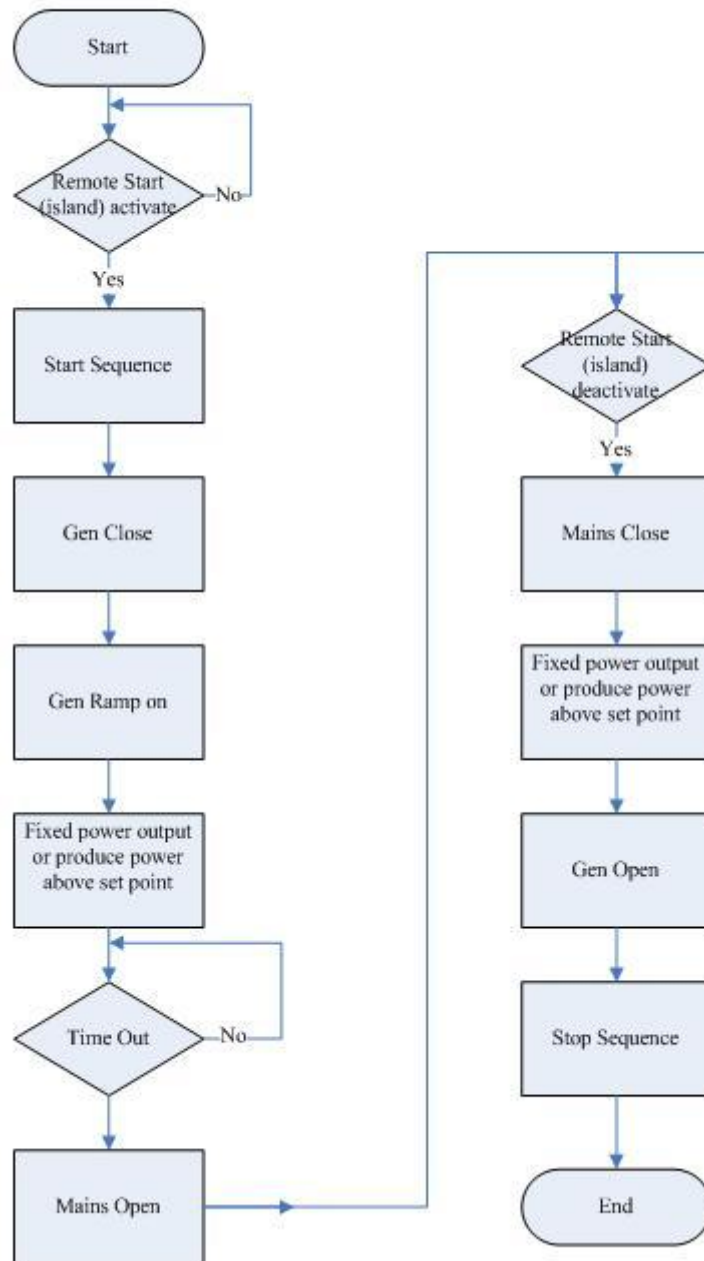 Start
Remote Start
(island) activate
No
Yes
Start Sequence
Gen Close
Gen Ramp on
Fixed power output
or produce power
above set point
Time Out
No
Mains Open
Remote Start
(island)
deactivate
Yes
Mains Close
Fixed power output
or produce power
above set point
Gen Open
Stop Sequence
End